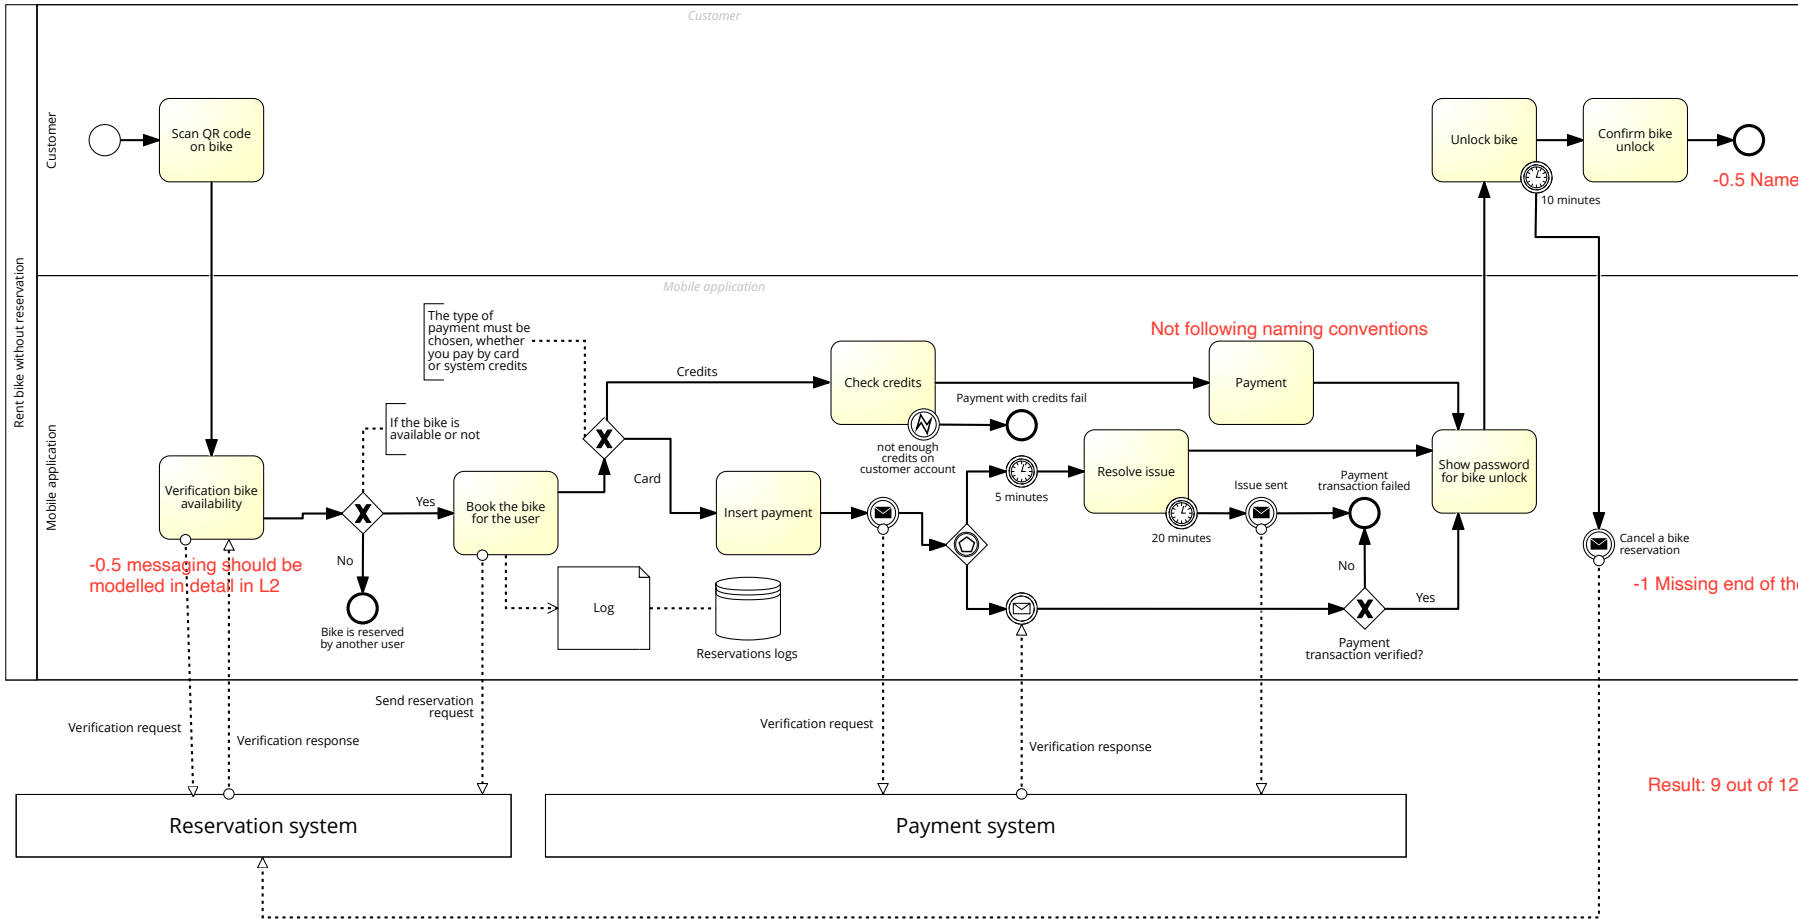 Customer
Rent bike without reservation
Customer
Scan QR code
on bike
Unlock bike
Confirm bike
unlock
-0.5 Name
10 minutes
Mobile application
Mobile application
The type of
payment must be
chosen, whether
you pay by card
or system credits
Not following naming conventions
Credits
Check credits
Payment
Payment with credits fail
If the bike is
available or not
not enough
credits on
customer account
Card
Resolve issue
Show password
for bike unlock
Payment
transaction failed
5 minutes
Issue sent
Verification bike
availability
Yes
Book the bike
for the user
Insert payment
20 minutes
Cancel a bike
reservation
-0.5 messaging should be
modelled in detail in L2
No
No
-1 Missing end of the
Log
Yes
Bike is reserved
by another user
Reservations logs
Payment
transaction verified?
Send reservation
request
Verification request
Verification response
Verification request
Verification response
Result: 9 out of 12
Reservation system
Payment system